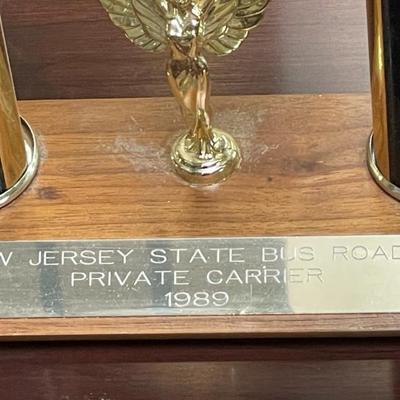 W JERSEY STATE BUS ROAD
PRIVATE CARRIER
1989